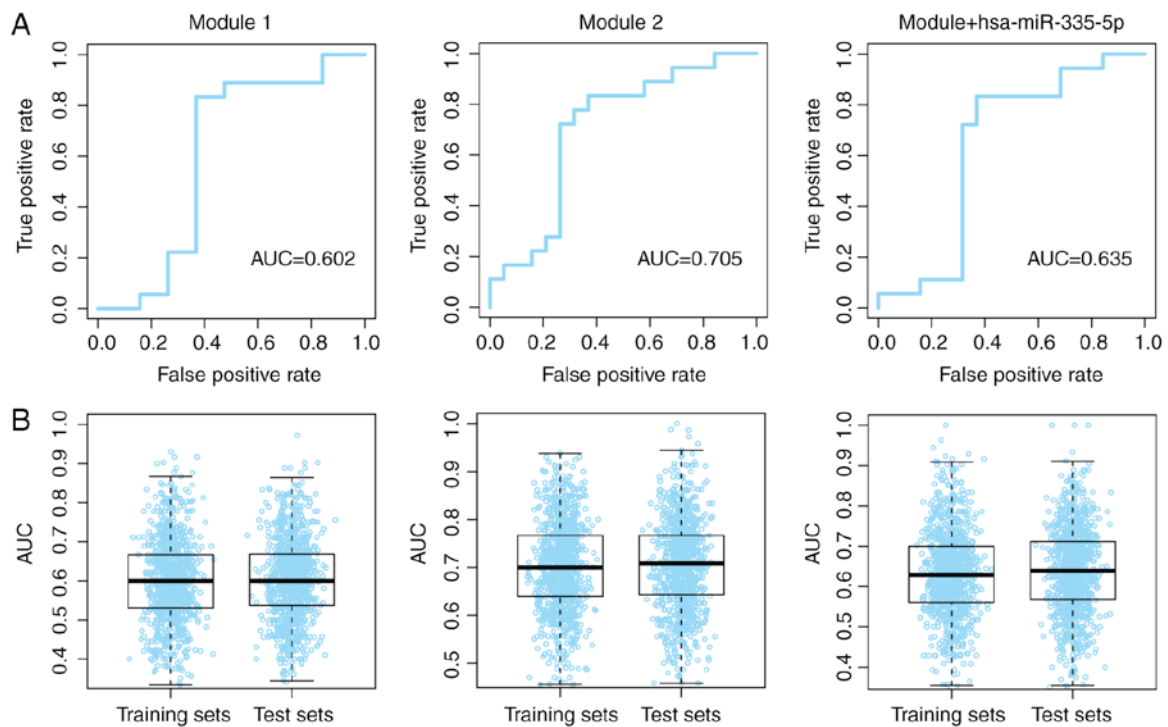 A
Module 1
Module 2
Module+hsa-miR-335-5p
True positive rate
1.0
0.8
0.6
0.4
0.2
0.0
AUC=0.602
0.0 0.2 0.4 0.6 0.8 1.0
False positive rate
True positive rate
1.0
0.8
0.6
0.4
0.2
0.0
AUC=0.705
0.0 0.2 0.4 0.6 0.8 1.0
False positive rate
True positive rate
1.0
0.8
0.6
0.4
0.2
0.0
AUC=0.635
0.0 0.2 0.4 0.6 0.8 1.0
False positive rate
B
AUC
1.0
0.9
0.8
0.7
0.6
0.5
0.4
Training sets Test sets
AUC
1.0
0.9
0.8
0.7
0.6
0.5
Training sets Test sets
AUC
1.0
0.9
0.8
0.7
0.6
0.5
0.4
Training sets Test sets